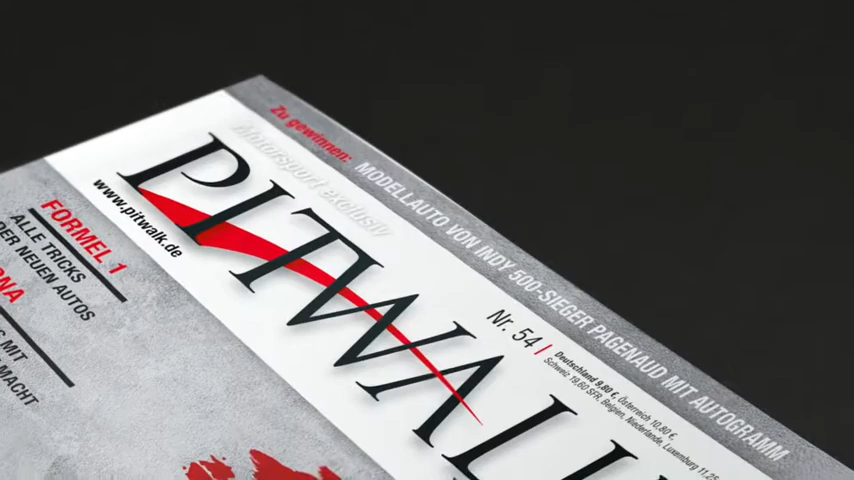 Zu gewinnen: MODELLAUTO VON INDY 500-SIEGER PAGENAUD MIT AUTOGRAMM
Motorsport exclusiv
PITWAL
www.pitwalk.de
Nr. 54 |
Deutschland 9,80 €, Österreich 10,80 €,
Schweiz 19,60 SFR, Belgien, Niederlande, Luxemburg 11,25
FORMEL 1
ALLE TRICKS
DER NEUEN AUTOS
MIT
MACHT